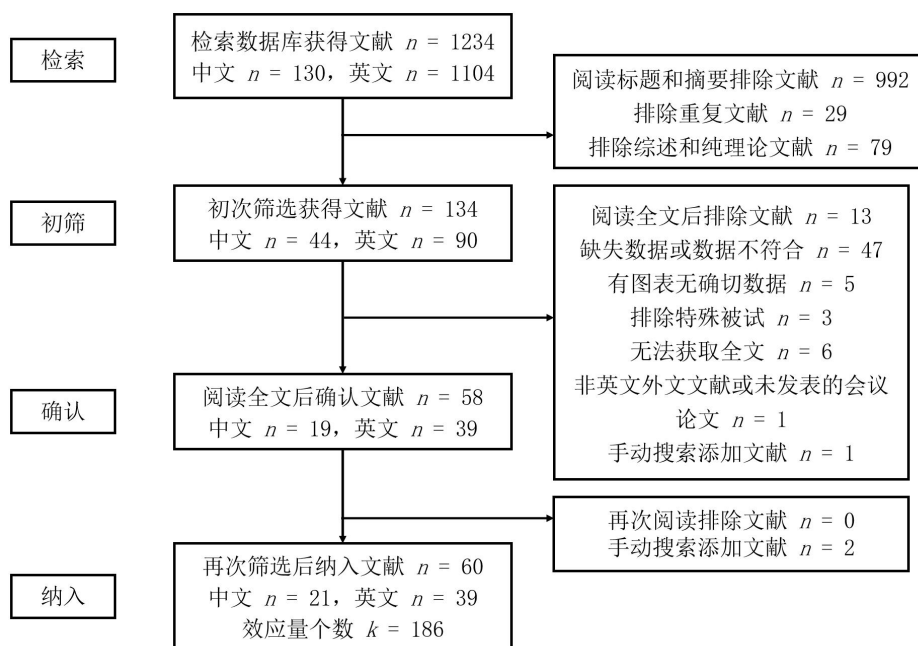 检索
检索数据库获得文献 n = 1234
中文 n = 130，英文 n = 1104
阅读标题和摘要排除文献 n = 992
排除重复文献 n = 29
排除综述和纯理论文献 n = 79
初筛
初次筛选获得文献 n = 134
中文 n = 44，英文 n = 90
阅读全文后排除文献 n = 13
缺失数据或数据不符合 n = 47
有图表无确切数据 n = 5
排除特殊被试 n = 3
无法获取全文 n = 6
非英文外文文献或未发表的会议
论文 n = 1
手动搜索添加文献 n = 1
确认
阅读全文后确认文献 n = 58
中文 n = 19，英文 n = 39
再次阅读排除文献 n = 0
手动搜索添加文献 n = 2
纳入
再次筛选后纳入文献 n = 60
中文 n = 21，英文 n = 39
效应量个数 k = 186